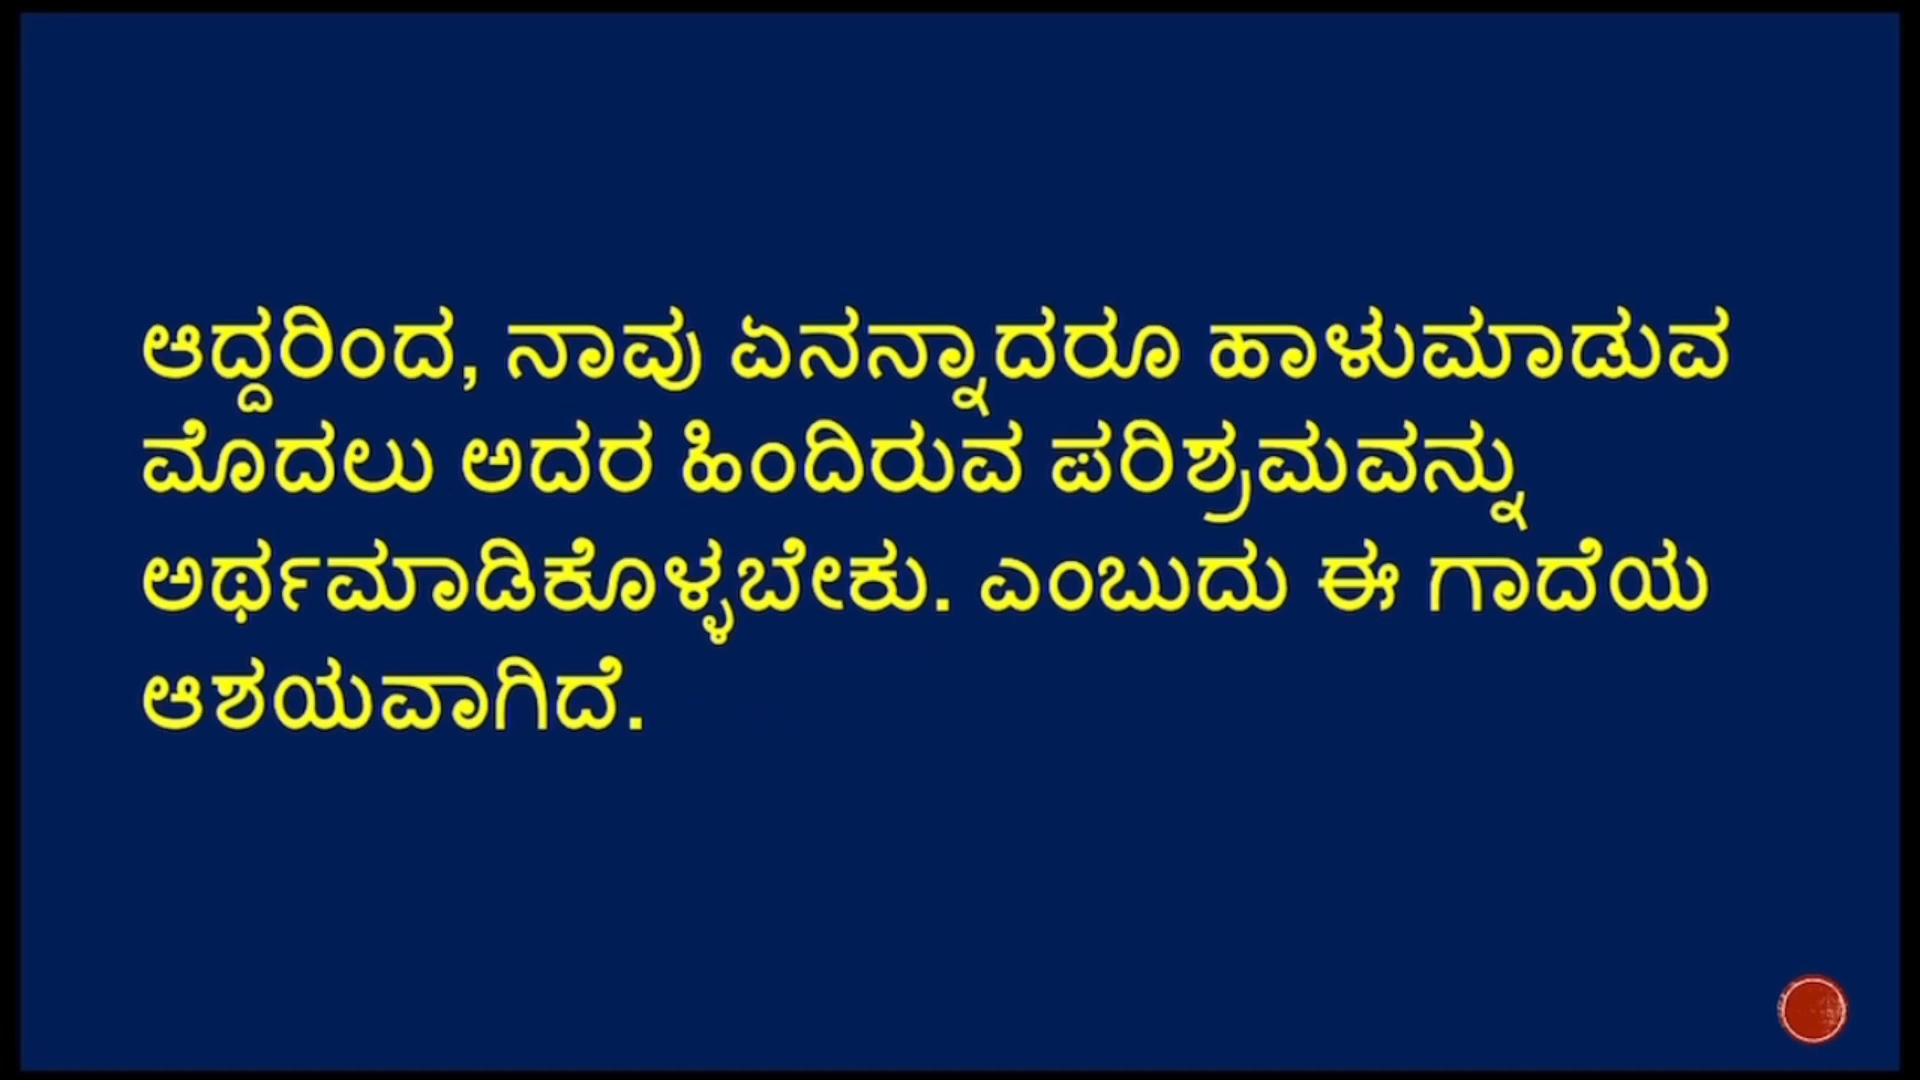 ಆದ್ದರಿಂದ, ನಾವು ಏನನ್ನಾದರೂ ಹಾಳುಮಾಡುವ
ಮೊದಲು ಅದರ ಹಿಂದಿರುವ ಪರಿಶ್ರಮವನ್ನು
ಅರ್ಥಮಾಡಿಕೊಳ್ಳಬೇಕು. ಎಂಬುದು ಈ ಗಾದೆಯ
ಆಶಯವಾಗಿದೆ.